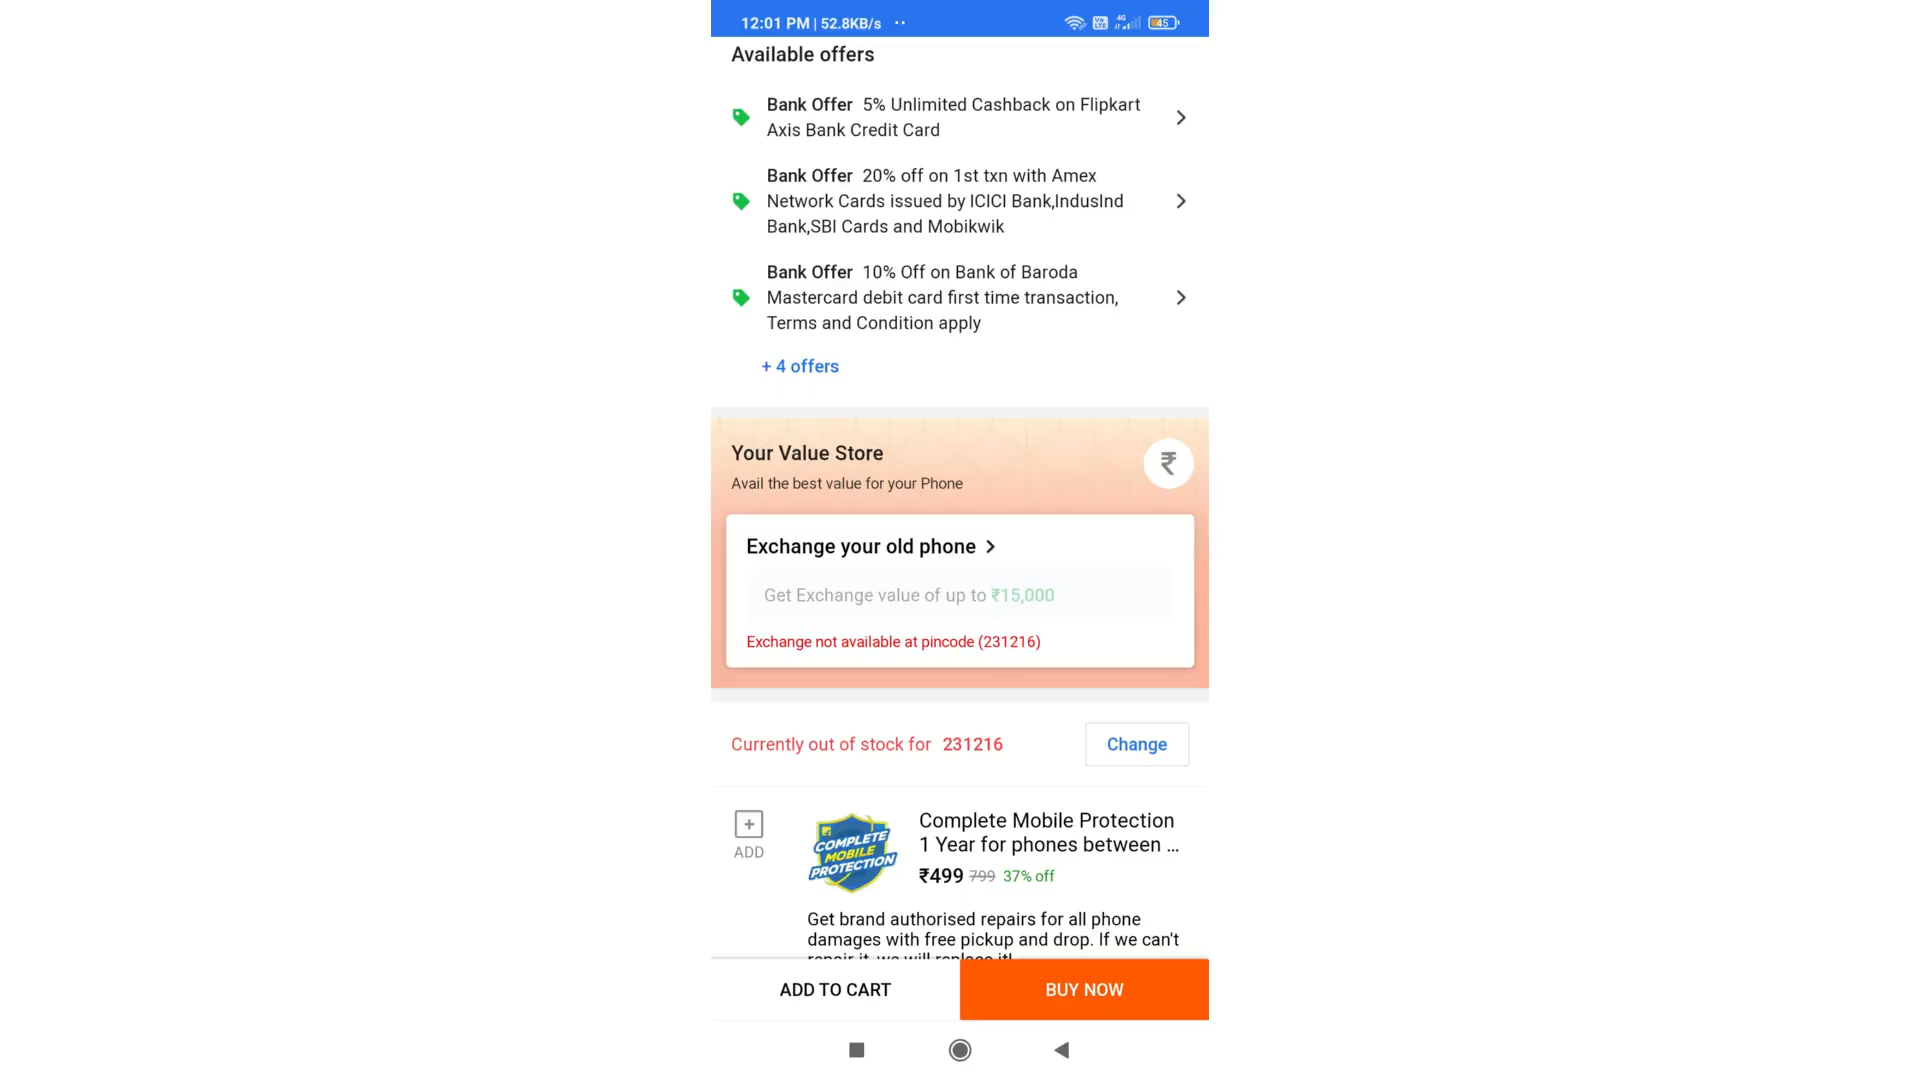 12:01 PM | 52.8KB/s ··
4G
45
Available offers
Bank Offer 5% Unlimited Cashback on Flipkart
Axis Bank Credit Card
Bank Offer 20% off on 1st txn with Amex
Network Cards issued by ICICI Bank,IndusInd
Bank,SBI Cards and Mobikwik
Bank Offer 10% Off on Bank of Baroda
Mastercard debit card first time transaction,
Terms and Condition apply
+ 4 offers
Your Value Store
₹
Avail the best value for your Phone
Exchange your old phone
Get Exchange value of up to ₹15,000
Exchange not available at pincode (231216)
Currently out of stock for 231216
Change
ADD
COMPLETE
MOBILE
PROTECTION
Complete Mobile Protection
1 Year for phones between ...
₹499 799 37% off
Get brand authorised repairs for all phone
damages with free pickup and drop. If we can't
repair it, we will replace it!
ADD TO CART
BUY NOW